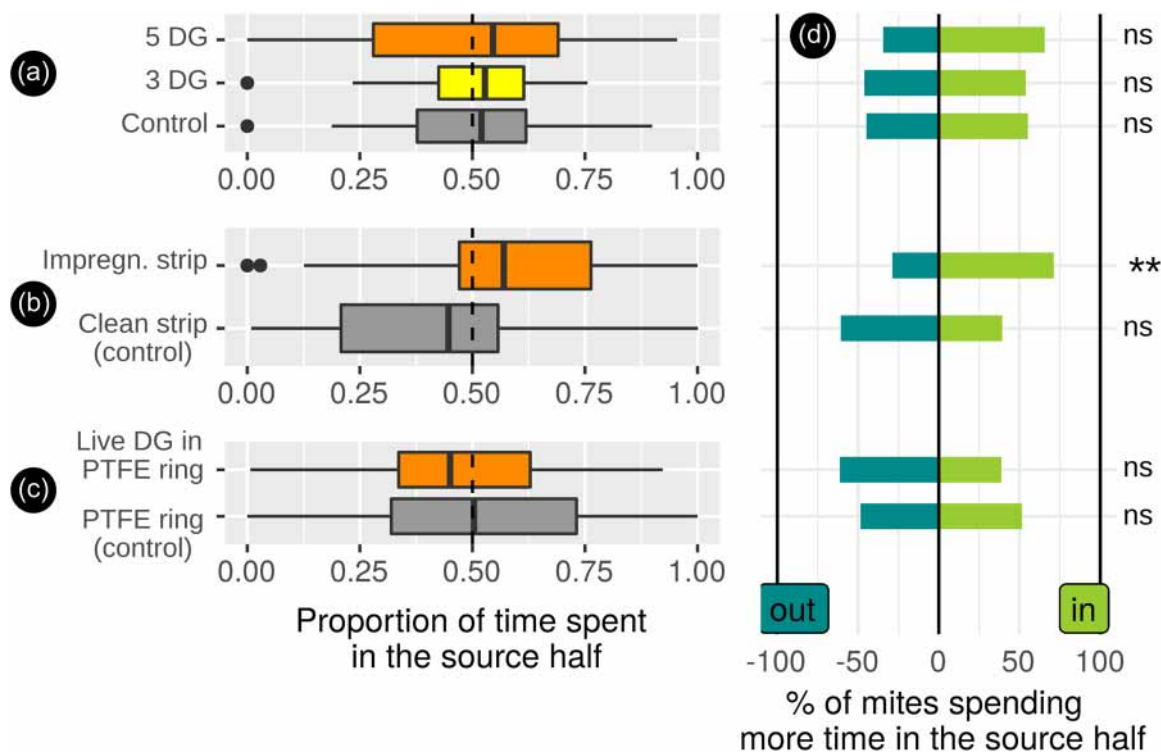 (a)
5 DG
3 DG
Control
0.00 0.25 0.50 0.75 1.00
(b)
Impregn. strip
Clean strip
(control)
0.00 0.25 0.50 0.75 1.00
(c)
Live DG in
PTFE ring
PTFE ring
(control)
0.00 0.25 0.50 0.75 1.00
Proportion of time spent
in the source half
(d)
ns
ns
ns
**
ns
ns
ns
out in
-100 -50 0 50 100
% of mites spending
more time in the source half